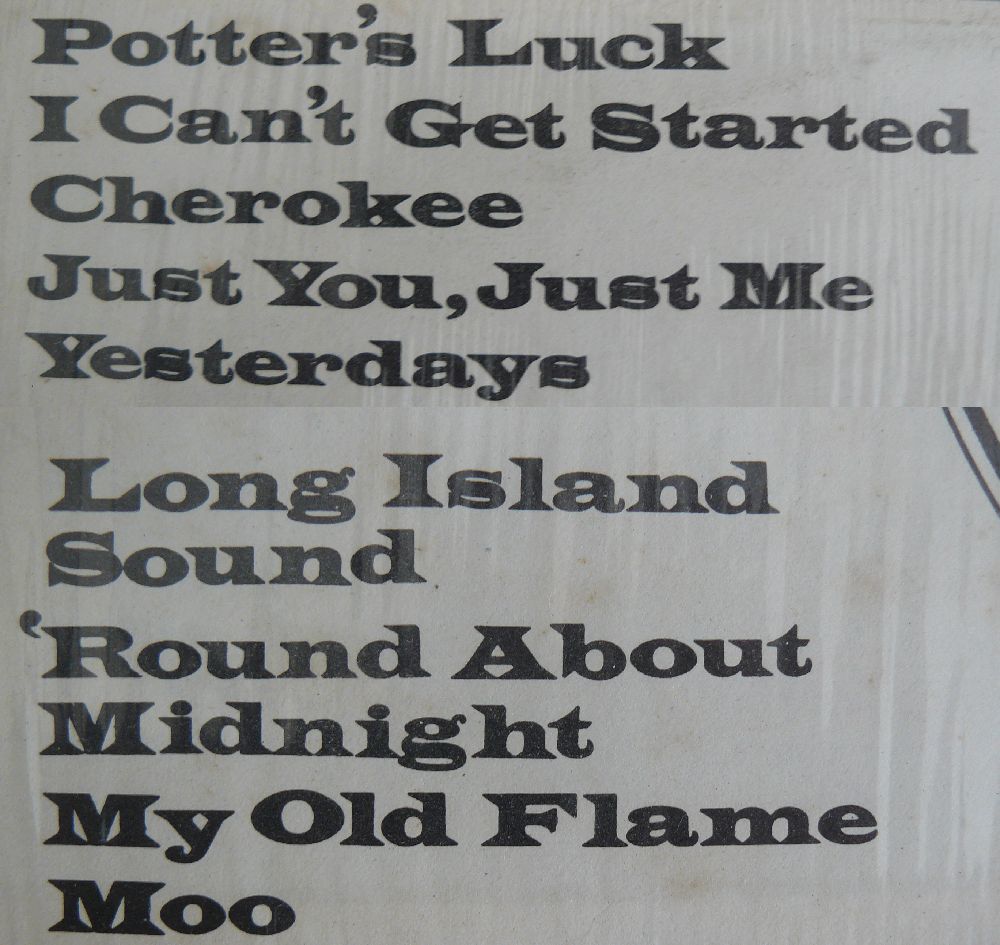 Potter's Luck
I Can't Get Started
Cherokee
Just You, Just Me
Yesterdays
Long Island
Sound
'Round About
Midnight
My Old Flame
Moo